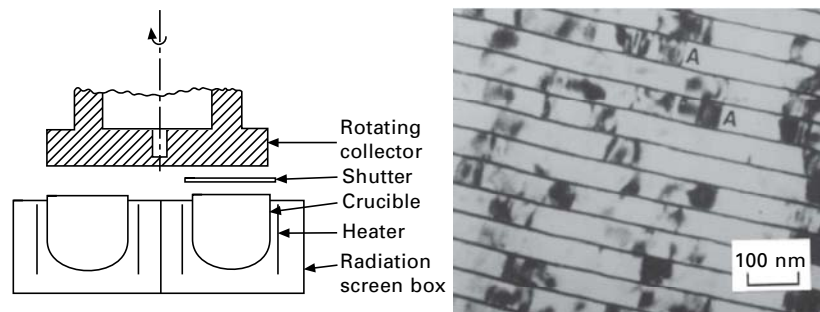 Rotating
collector
Shutter
Crucible
Heater
Radiation
screen box
A
A
100 nm